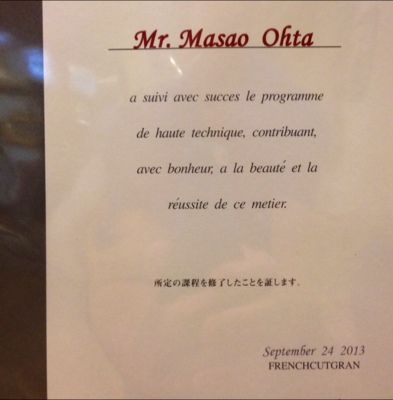 Mr. Masao Ohta
a suivi avec succes le programme
de haute technique, contribuant,
avec bonheur, a la beauté et la
réussite de ce metier.
所定の課程を修了したことを証します。
September 24 2013
FRENCHCUTGRAN